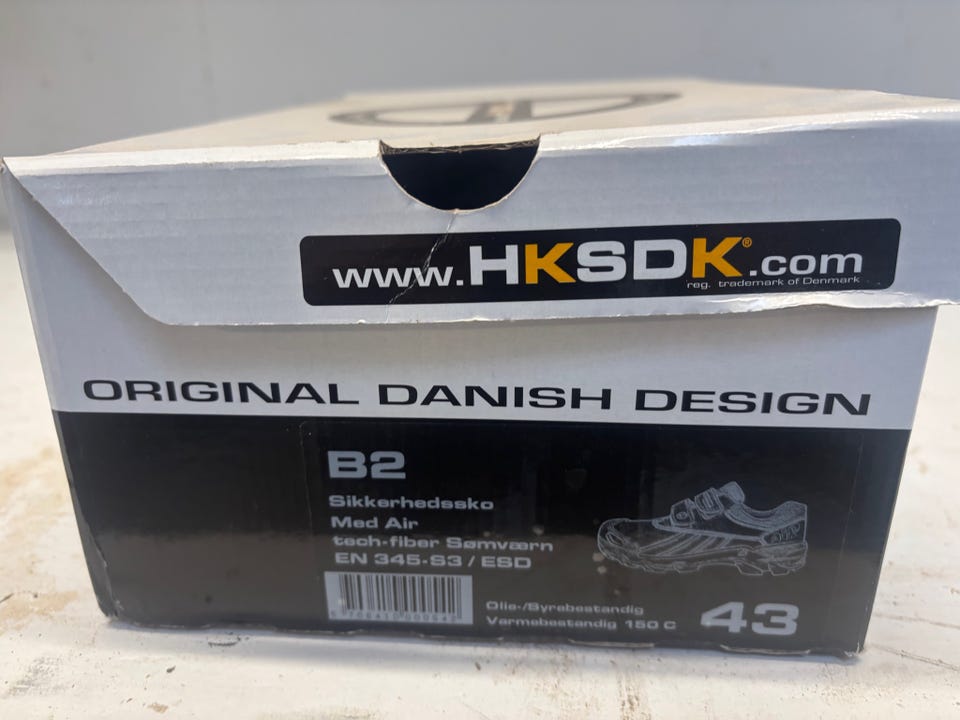 www.HKSDK®.com
reg. trademark of Denmark
ORIGINAL DANISH DESIGN
B2
Sikkerhedssko
Med Air
tech-fiber Sømværn
EN 345-S3 / ESD
Olie-/Syrebestandig
Varmebestandig 150 C
43